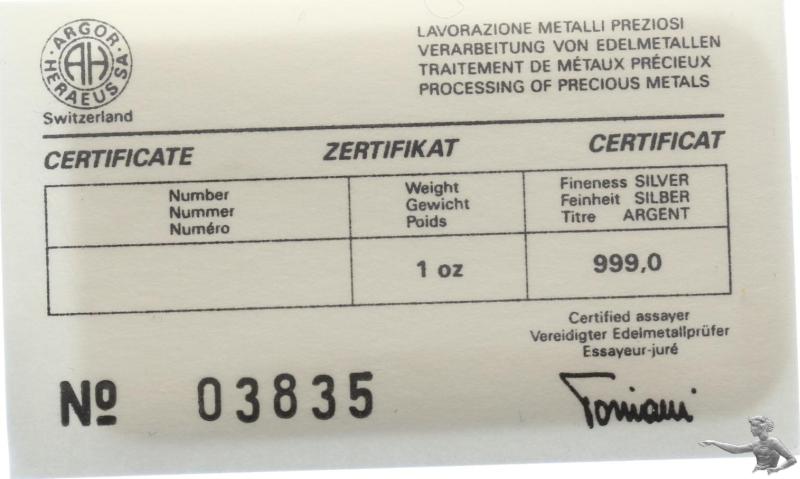 ARGOR
AH
HERAEUS SA
Switzerland
LAVORAZIONE METALLI PREZIOSI
VERARBEITUNG VON EDELMETALLEN
TRAITEMENT DE MÉTAUX PRÉCIEUX
PROCESSING OF PRECIOUS METALS
CERTIFICATE ZERTIFIKAT CERTIFICAT
Number
Nummer
Numéro
Weight
Gewicht
Poids
Fineness SILVER
Feinheit SILBER
Titre ARGENT
1 oz
999,0
Certified assayer
Vereidigter Edelmetallprüfer
Essayeur-juré
Nº 03835